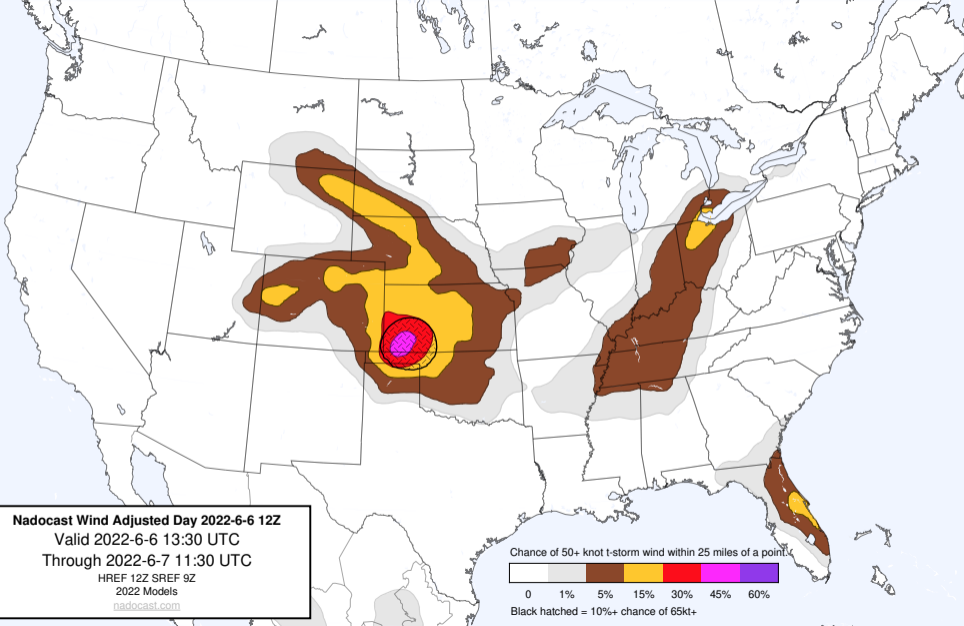 Nadocast Wind Adjusted Day 2022-6-6 12Z
Valid 2022-6-6 13:30 UTC
Through 2022-6-7 11:30 UTC
HREF 12Z SREF 9Z
2022 Models
nadocast.com
Chance of 50+ knot t-storm wind within 25 miles of a point.
0 1% 5% 15% 30% 45% 60%
Black hatched = 10%+ chance of 65kt+